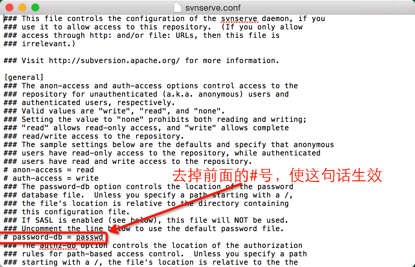 svnserve.conf
### This file controls the configuration of the svnserve daemon, if you
### use it to allow access to this repository.  (If you only allow
### access through http: and/or file: URLs, then this file is
### irrelevant.)
### Visit http://subversion.apache.org/ for more information.
[general]
### The anon-access and auth-access options control access to the
### repository for unauthenticated (a.k.a. anonymous) users and
### authenticated users, respectively.
### Valid values are "write", "read", and "none".
### Setting the value to "none" prohibits both reading and writing;
### "read" allows read-only access, and "write" allows complete
### read/write access to the repository.
### The sample settings below are the defaults and specify that anonymous
### users have read-only access to the repository, while authenticated
### users have read and write access to the repository.
# anon-access = read
# auth-access = write
去掉前面的#号，使这句话生效
### The password-db option controls the location of the password
### database file.  Unless you specify a path starting with a /,
### the file's location is relative to the directory containing
### this configuration file.
### If SASL is enabled (see below), this file will NOT be used.
### Uncomment the line below to use the default password file.
# password-db = passwd
### The authz-db option controls the location of the authorization
### rules for path-based access control.  Unless you specify a path
### starting with a /, the file's location is relative to the the